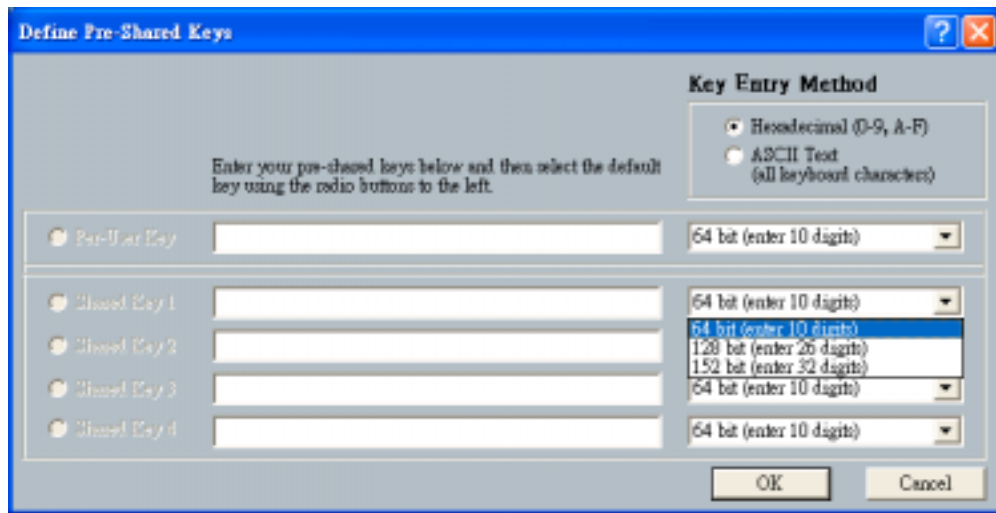 Define Pre-Shared Keys
Key Entry Method
Hexadecimal (0-9, A-F)
ASCII Text
(all keyboard characters)
Enter your pre-shared keys below and then select the default
key using the radio buttons to the left.
Per-User Key
64 bit (enter 10 digits)
Shared Key 1
64 bit (enter 10 digits)
64 bit (enter 10 digits)
128 bit (enter 26 digits)
152 bit (enter 32 digits)
Shared Key 2
Shared Key 3
64 bit (enter 10 digits)
Shared Key 4
64 bit (enter 10 digits)
OK
Cancel